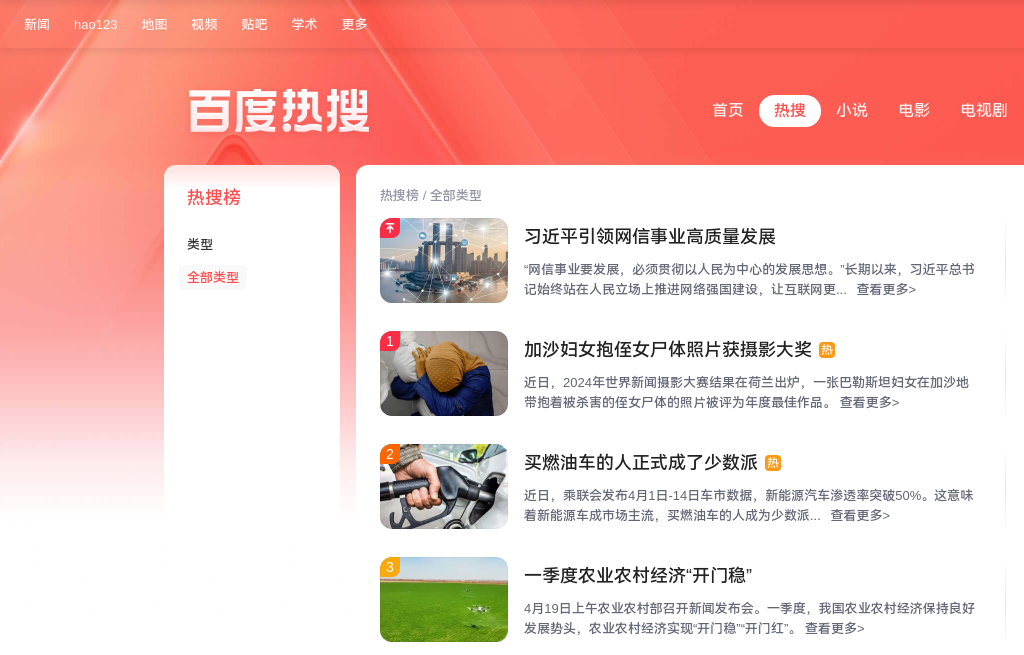 新闻 hao123 地图 视频 贴吧 学术 更多
百度热搜
首页 热搜 小说 电影 电视剧
热搜榜
类型
全部类型
热搜榜 / 全部类型
习近平引领网信事业高质量发展
“网信事业要发展，必须贯彻以人民为中心的发展思想。”长期以来，习近平总书
记始终站在人民立场上推进网络强国建设，让互联网更... 查看更多>
1
加沙妇女抱侄女尸体照片获摄影大奖 热
近日，2024年世界新闻摄影大赛结果在荷兰出炉，一张巴勒斯坦妇女在加沙地
带抱着被杀害的侄女尸体的照片被评为年度最佳作品。 查看更多>
2
买燃油车的人正式成了少数派 热
近日，乘联会发布4月1日-14日车市数据，新能源汽车渗透率突破50%。这意味
着新能源车成市场主流，买燃油车的人成为少数派... 查看更多>
3
一季度农业农村经济“开门稳”
4月19日上午农业农村部召开新闻发布会。一季度，我国农业农村经济保持良好
发展势头，农业农村经济实现“开门稳”“开门红”。 查看更多>